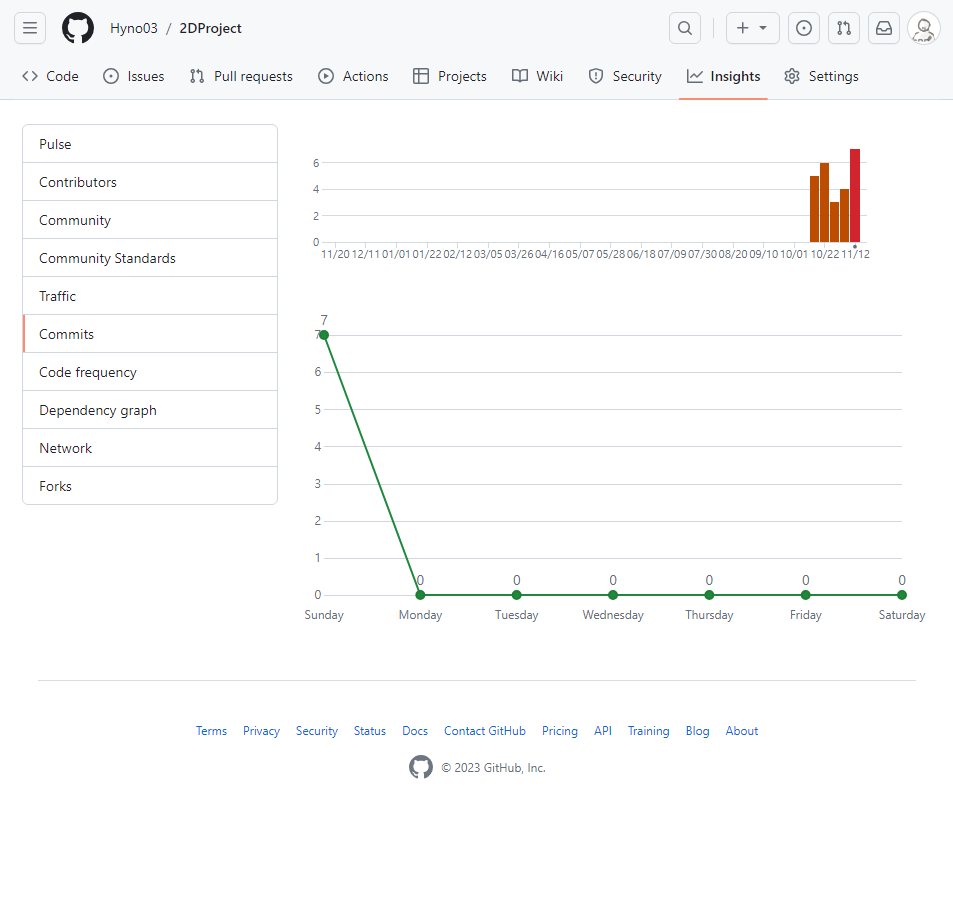 Hyno03 / 2DProject
Code Issues Pull requests Actions Projects Wiki Security Insights Settings
Pulse
Contributors
Community
Community Standards
Traffic
Commits
Code frequency
Dependency graph
Network
Forks
6
4
2
0
11/20 12/11 01/01 01/22 02/12 03/05 03/26 04/16 05/07 05/28 06/18 07/09 07/30 08/20 09/10 10/01 10/22 11/12
7
7
6
5
4
3
2
1
0 0 0 0 0 0
0
Sunday Monday Tuesday Wednesday Thursday Friday Saturday
Terms Privacy Security Status Docs Contact GitHub Pricing API Training Blog About
© 2023 GitHub, Inc.